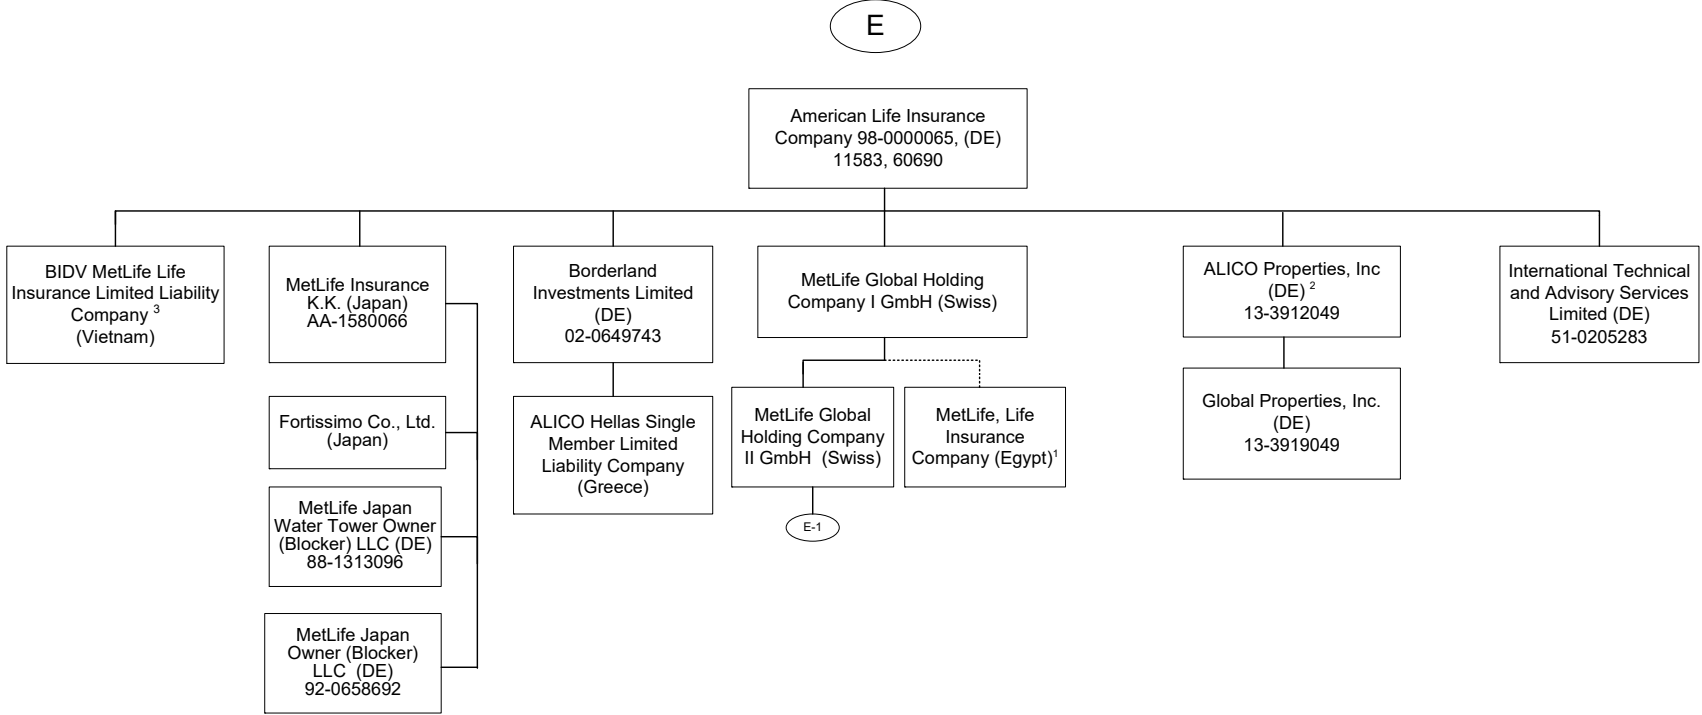 E
American Life Insurance
Company 98-0000065, (DE)
11583, 60690
BIDV MetLife Life
Insurance Limited Liability
Company ³
(Vietnam)
MetLife Insurance
K.K. (Japan)
AA-1580066
Borderland
Investments Limited
(DE)
02-0649743
MetLife Global Holding
Company I GmbH (Swiss)
ALICO Properties, Inc
(DE) ²
13-3912049
International Technical
and Advisory Services
Limited (DE)
51-0205283
Fortissimo Co., Ltd.
(Japan)
MetLife Japan
Water Tower Owner
(Blocker) LLC (DE)
88-1313096
MetLife Japan
Owner (Blocker)
LLC (DE)
92-0658692
ALICO Hellas Single
Member Limited
Liability Company
(Greece)
MetLife Global
Holding Company
II GmbH (Swiss)
E-1
MetLife, Life
Insurance
Company (Egypt)¹
Global Properties, Inc.
(DE)
13-3919049